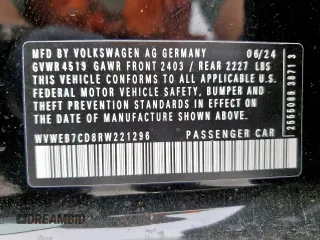 MFD BY VOLKSWAGEN AG GERMANY 06/24
GVWR 4519 GAWR FRONT 2403 / REAR 2227 LBS
THIS VEHICLE CONFORMS TO ALL APPLICABLE U.S.
FEDERAL MOTOR VEHICLE SAFETY, BUMPER AND
THEFT PREVENTION STANDARDS IN EFFECT ON THE
DATE OF MANUFACTURE SHOWN ABOVE.
WVWEB7CD8RW221296 PASSENGER CAR
2555089 38713
DREAMBID